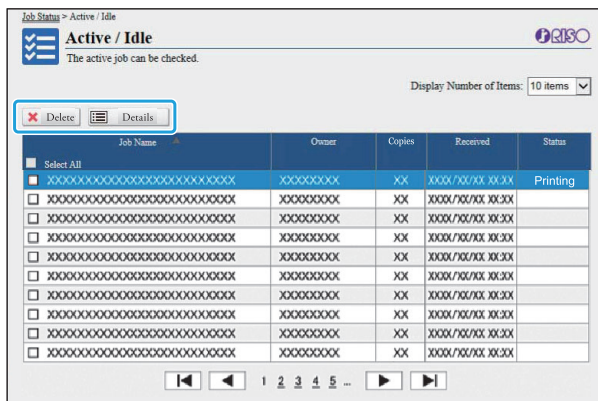 Job Status > Active / Idle
Active / Idle
RISO
The active job can be checked.
Display Number of Items: 10 items
Delete Details
Job Name Owner Copies Received Status
Select All
XXXXXXXXXXXXXXXXXXXXXXXXX XXXXXXXX XX XXXX/XX/XX XX:XX Printing
XXXXXXXXXXXXXXXXXXXXXXXXX XXXXXXXX XX XXXX/XX/XX XX:XX
XXXXXXXXXXXXXXXXXXXXXXXXX XXXXXXXX XX XXXX/XX/XX XX:XX
XXXXXXXXXXXXXXXXXXXXXXXXX XXXXXXXX XX XXXX/XX/XX XX:XX
XXXXXXXXXXXXXXXXXXXXXXXXX XXXXXXXX XX XXXX/XX/XX XX:XX
XXXXXXXXXXXXXXXXXXXXXXXXX XXXXXXXX XX XXXX/XX/XX XX:XX
XXXXXXXXXXXXXXXXXXXXXXXXX XXXXXXXX XX XXXX/XX/XX XX:XX
XXXXXXXXXXXXXXXXXXXXXXXXX XXXXXXXX XX XXXX/XX/XX XX:XX
XXXXXXXXXXXXXXXXXXXXXXXXX XXXXXXXX XX XXXX/XX/XX XX:XX
XXXXXXXXXXXXXXXXXXXXXXXXX XXXXXXXX XX XXXX/XX/XX XX:XX
1 2 3 4 5 ...